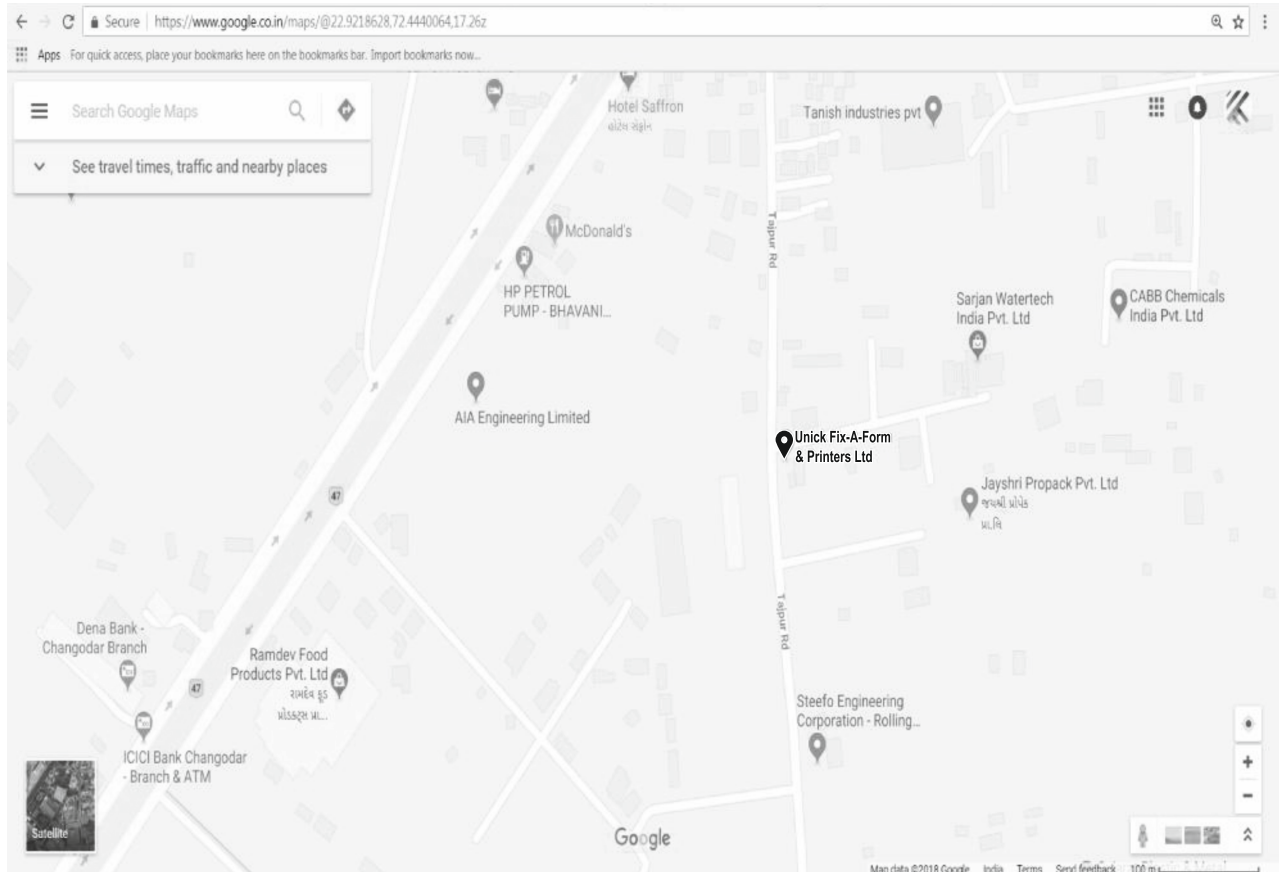 Secure https://www.google.co.in/maps/@22.9218628,72.4440064,17.26z
Apps For quick access, place your bookmarks here on the bookmarks bar. Import bookmarks now...
Search Google Maps
See travel times, traffic and nearby places
Hotel Saffron
હોટેલ સેફ્રોન
Tanish industries pvt
McDonald's
Tajpur Rd
HP PETROL
PUMP - BHAVANI...
Sarjan Watertech
India Pvt. Ltd
CABB Chemicals
India Pvt. Ltd
AIA Engineering Limited
Unick Fix-A-Form
& Printers Ltd
Jayshri Propack Pvt. Ltd
જયશ્રી પ્રોપેક
પ્રા.લિ
47
Tajpur Rd
Dena Bank -
Changodar Branch
Ramdev Food
Products Pvt. Ltd
રામદેવ ફૂડ
પ્રોડક્ટ્સ પ્રા...
47
Steefo Engineering
Corporation - Rolling...
ICICI Bank Changodar
- Branch & ATM
Satellite
Google
Map data ©2018 Google India Terms Send feedback 100 m